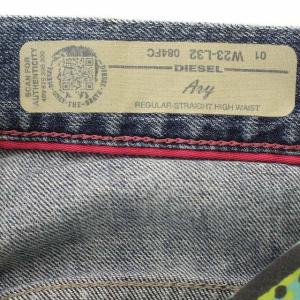 SCAN FOR
AUTHENTICITY
01 W23-L32 084FC
DIESEL
Ary
REGULAR-STRAIGHT HIGH WAIST